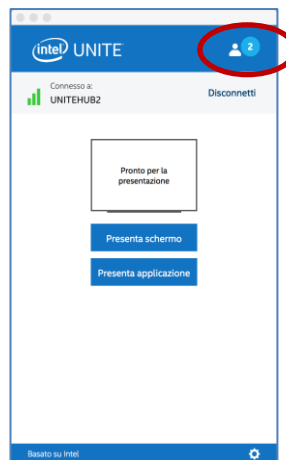 intel UNITE
2
Connesso a:
UNITEHUB2
Disconnetti
Pronto per la
presentazione
Presenta schermo
Presenta applicazione
Basato su Intel